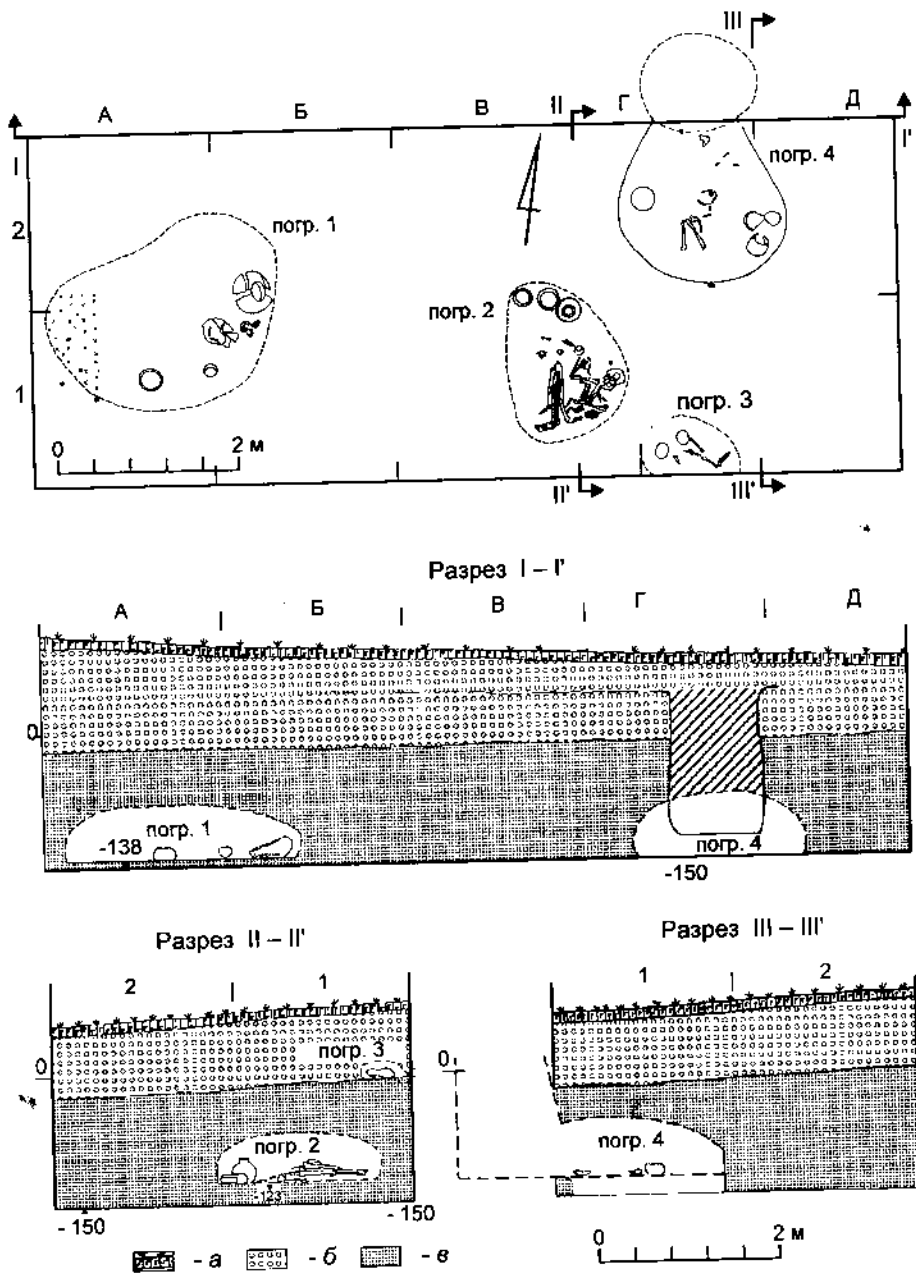 III
А Б В II Г Д
I I'
погр. 4
2
погр. 1
погр. 2
1
погр. 3
0 2 м
II' III'
Разрез I – I'
А Б В Г Д
0
погр. 1
-138
погр. 4
-150
Разрез II – II'
Разрез III – III'
2 1
1 2
погр. 3
0
0
погр. 2
погр. 4
-123
-150 -150
- а - б - в
0 2 м